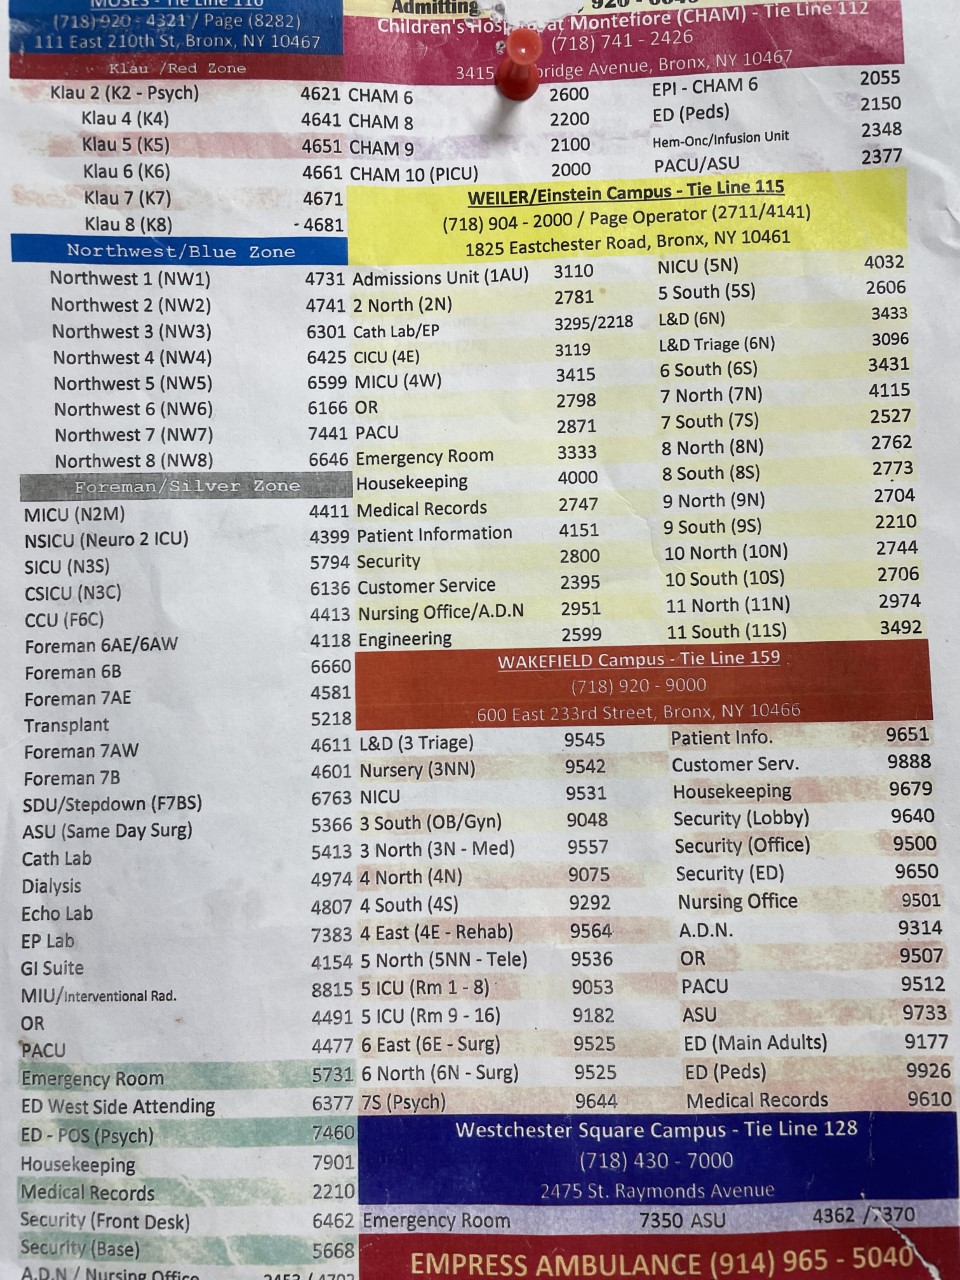 MOSES - Tie Line 110
(718) 920 - 4321 / Page (8282)
111 East 210th St, Bronx, NY 10467
Klau /Red Zone
Klau 2 (K2 - Psych) 4621
Klau 4 (K4) 4641
Klau 5 (K5) 4651
Klau 6 (K6) 4661
Klau 7 (K7) 4671
Klau 8 (K8) - 4681
Northwest/Blue Zone
Northwest 1 (NW1) 4731
Northwest 2 (NW2) 4741
Northwest 3 (NW3) 6301
Northwest 4 (NW4) 6425
Northwest 5 (NW5) 6599
Northwest 6 (NW6) 6166
Northwest 7 (NW7) 7441
Northwest 8 (NW8) 6646
Foreman/Silver Zone
MICU (N2M) 4411
NSICU (Neuro 2 ICU) 4399
SICU (N3S) 5794
CSICU (N3C) 6136
CCU (F6C) 4413
Foreman 6AE/6AW 4118
Foreman 6B 6660
Foreman 7AE 4581
Transplant 5218
Foreman 7AW 4611
Foreman 7B 4601
SDU/Stepdown (F7BS) 6763
ASU (Same Day Surg) 5366
Cath Lab 5413
Dialysis 4974
Echo Lab 4807
EP Lab 7383
GI Suite 4154
MIU/Interventional Rad. 8815
OR 4491
PACU 4477
Emergency Room 5731
ED West Side Attending 6377
ED - POS (Psych) 7460
Housekeeping 7901
Medical Records 2210
Security (Front Desk) 6462
Security (Base) 5668
A.D.N / Nursing Office
Admitting
Children's at Montefiore (CHAM) - Tie Line 112
(718) 741 - 2426
3415 Avenue, Bronx, NY 10467
CHAM 6 2600 EPI - CHAM 6 2055
CHAM 8 2200 ED (Peds) 2150
CHAM 9 2100 Hem-Onc/Infusion Unit 2348
CHAM 10 (PICU) 2000 PACU/ASU 2377
WEILER/Einstein Campus - Tie Line 115
(718) 904 - 2000 / Page Operator (2711/4141)
1825 Eastchester Road, Bronx, NY 10461
Admissions Unit (1AU) 3110 NICU (5N) 4032
2 North (2N) 2781 5 South (5S) 2606
Cath Lab/EP 3295/2218 L&D (6N) 3433
CICU (4E) 3119 L&D Triage (6N) 3096
MICU (4W) 3415 6 South (6S) 3431
OR 2798 7 North (7N) 4115
PACU 2871 7 South (7S) 2527
Emergency Room 3333 8 North (8N) 2762
Housekeeping 4000 8 South (8S) 2773
Medical Records 2747 9 North (9N) 2704
Patient Information 4151 9 South (9S) 2210
Security 2800 10 North (10N) 2744
Customer Service 2395 10 South (10S) 2706
Nursing Office/A.D.N 2951 11 North (11N) 2974
Engineering 2599 11 South (11S) 3492
WAKEFIELD Campus - Tie Line 159
(718) 920 - 9000
600 East 233rd Street, Bronx, NY 10466
L&D (3 Triage) 9545 Patient Info. 9651
Nursery (3NN) 9542 Customer Serv. 9888
NICU 9531 Housekeeping 9679
3 South (OB/Gyn) 9048 Security (Lobby) 9640
3 North (3N - Med) 9557 Security (Office) 9500
4 North (4N) 9075 Security (ED) 9650
4 South (4S) 9292 Nursing Office 9501
4 East (4E - Rehab) 9564 A.D.N. 9314
5 North (5NN - Tele) 9536 OR 9507
5 ICU (Rm 1 - 8) 9053 PACU 9512
5 ICU (Rm 9 - 16) 9182 ASU 9733
6 East (6E - Surg) 9525 ED (Main Adults) 9177
6 North (6N - Surg) 9525 ED (Peds) 9926
7S (Psych) 9644 Medical Records 9610
Westchester Square Campus - Tie Line 128
(718) 430 - 7000
2475 St. Raymonds Avenue
Emergency Room 7350 ASU 4362 /7370
EMPRESS AMBULANCE (914) 965 - 5040